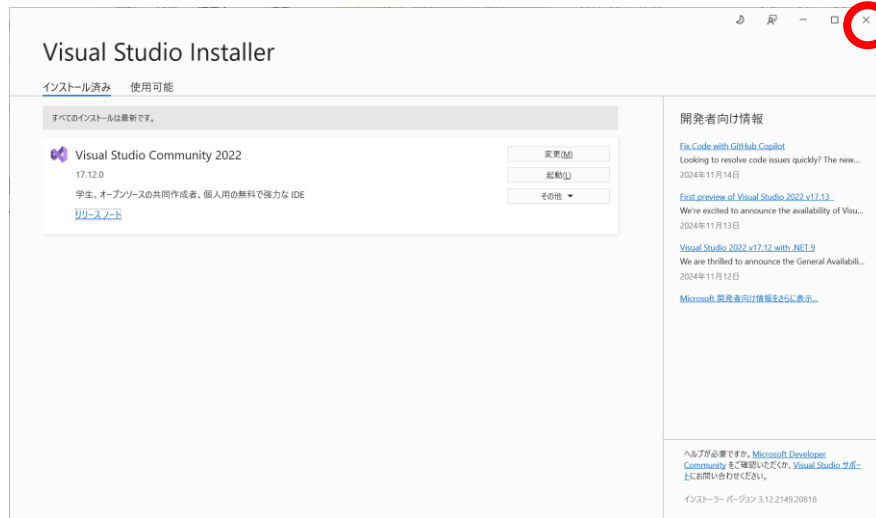 Visual Studio Installer
インストール済み 使用可能
すべてのインストールは最新です。
Visual Studio Community 2022
変更(M)
17.12.0
起動(L)
学生、オープンソースの共同作成者、個人用の無料で強力な IDE
その他
リリース ノート
開発者向け情報
Fix Code with GitHub Copilot
Looking to resolve code issues quickly? The new...
2024年11月14日
First preview of Visual Studio 2022 v17.13
We're excited to announce the availability of Visu...
2024年11月13日
Visual Studio 2022 v17.12 with .NET 9
We are thrilled to announce the General Availabili...
2024年11月12日
Microsoft 開発者向け情報をさらに表示...
ヘルプが必要ですか。Microsoft Developer
Community をご確認いただくか、Visual Studio サポー
トにお問い合わせください。
インストーラー バージョン 3.12.2149.20818